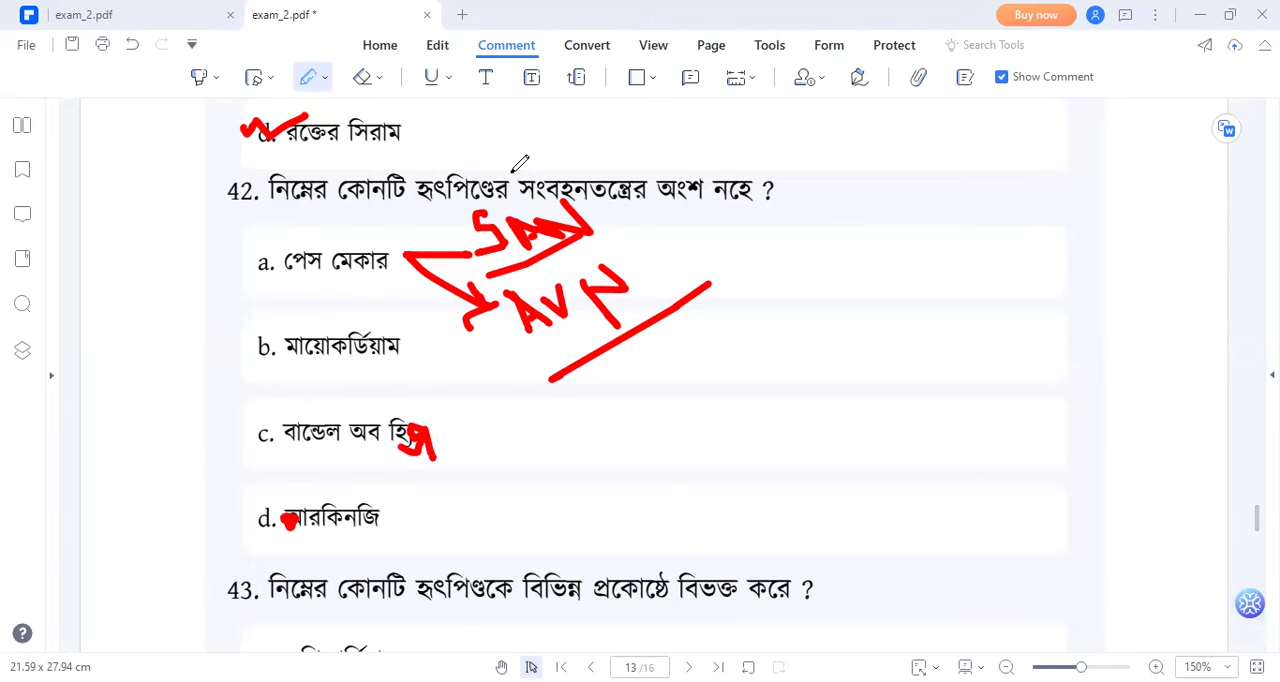 exam_2.pdf
exam_2.pdf *
Buy now
File
Home Edit Comment Convert View Page Tools Form Protect Search Tools
Show Comment
d. রক্তের সিরাম
42. নিম্নের কোনটি হৃৎপিণ্ডের সংবহনতন্ত্রের অংশ নহে ?
SAN
a. পেস মেকার
AVN
b. মায়োকর্ডিয়াম
c. বান্ডেল অব
d. আরকিনজি
43. নিম্নের কোনটি হৃৎপিণ্ডকে বিভিন্ন প্রকোষ্ঠে বিভক্ত করে ?
21.59 x 27.94 cm
13 /16
150%